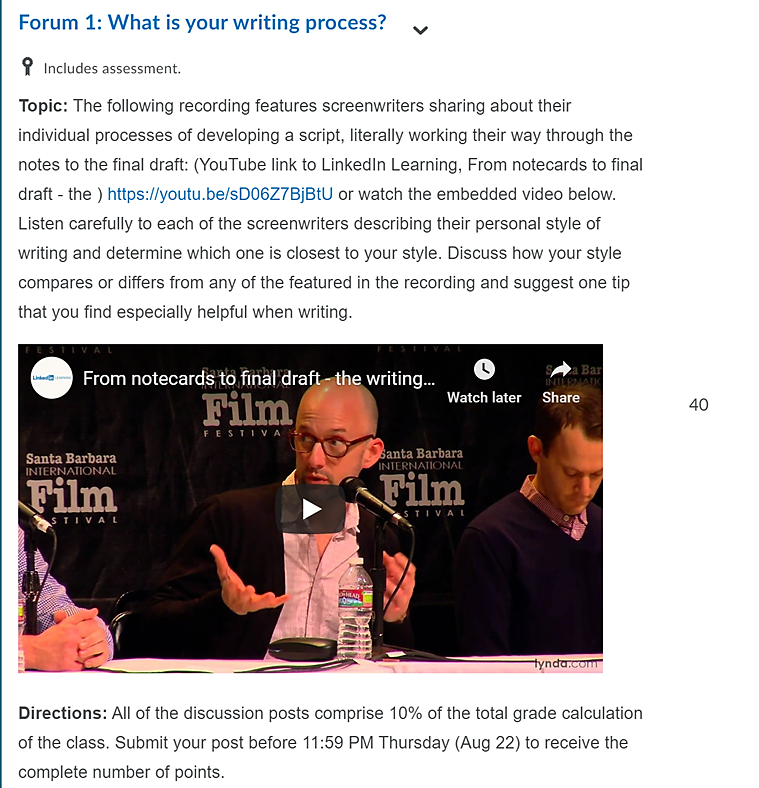 Forum 1: What is your writing process?
Includes assessment.
Topic: The following recording features screenwriters sharing about their
individual processes of developing a script, literally working their way through the
notes to the final draft: (YouTube link to LinkedIn Learning, From notecards to final
draft - the ) https://youtu.be/sD06Z7BjBtU or watch the embedded video below.
Listen carefully to each of the screenwriters describing their personal style of
writing and determine which one is closest to your style. Discuss how your style
compares or differs from any of the featured in the recording and suggest one tip
that you find especially helpful when writing.
FESTIVAL
FESTIVAL
LinkedIn LEARNING
From notecards to final draft - the writing...
Watch later
Share
Santa Barbara
INTERNATIONAL
Film
FESTIVA
Santa Barbara
INTERNATIONAL
Film
STIVAL
Santa Barbara
INTERNATIONAL
Film
STIVAL
a Bar
40
lynda.com
Directions: All of the discussion posts comprise 10% of the total grade calculation
of the class. Submit your post before 11:59 PM Thursday (Aug 22) to receive the
complete number of points.